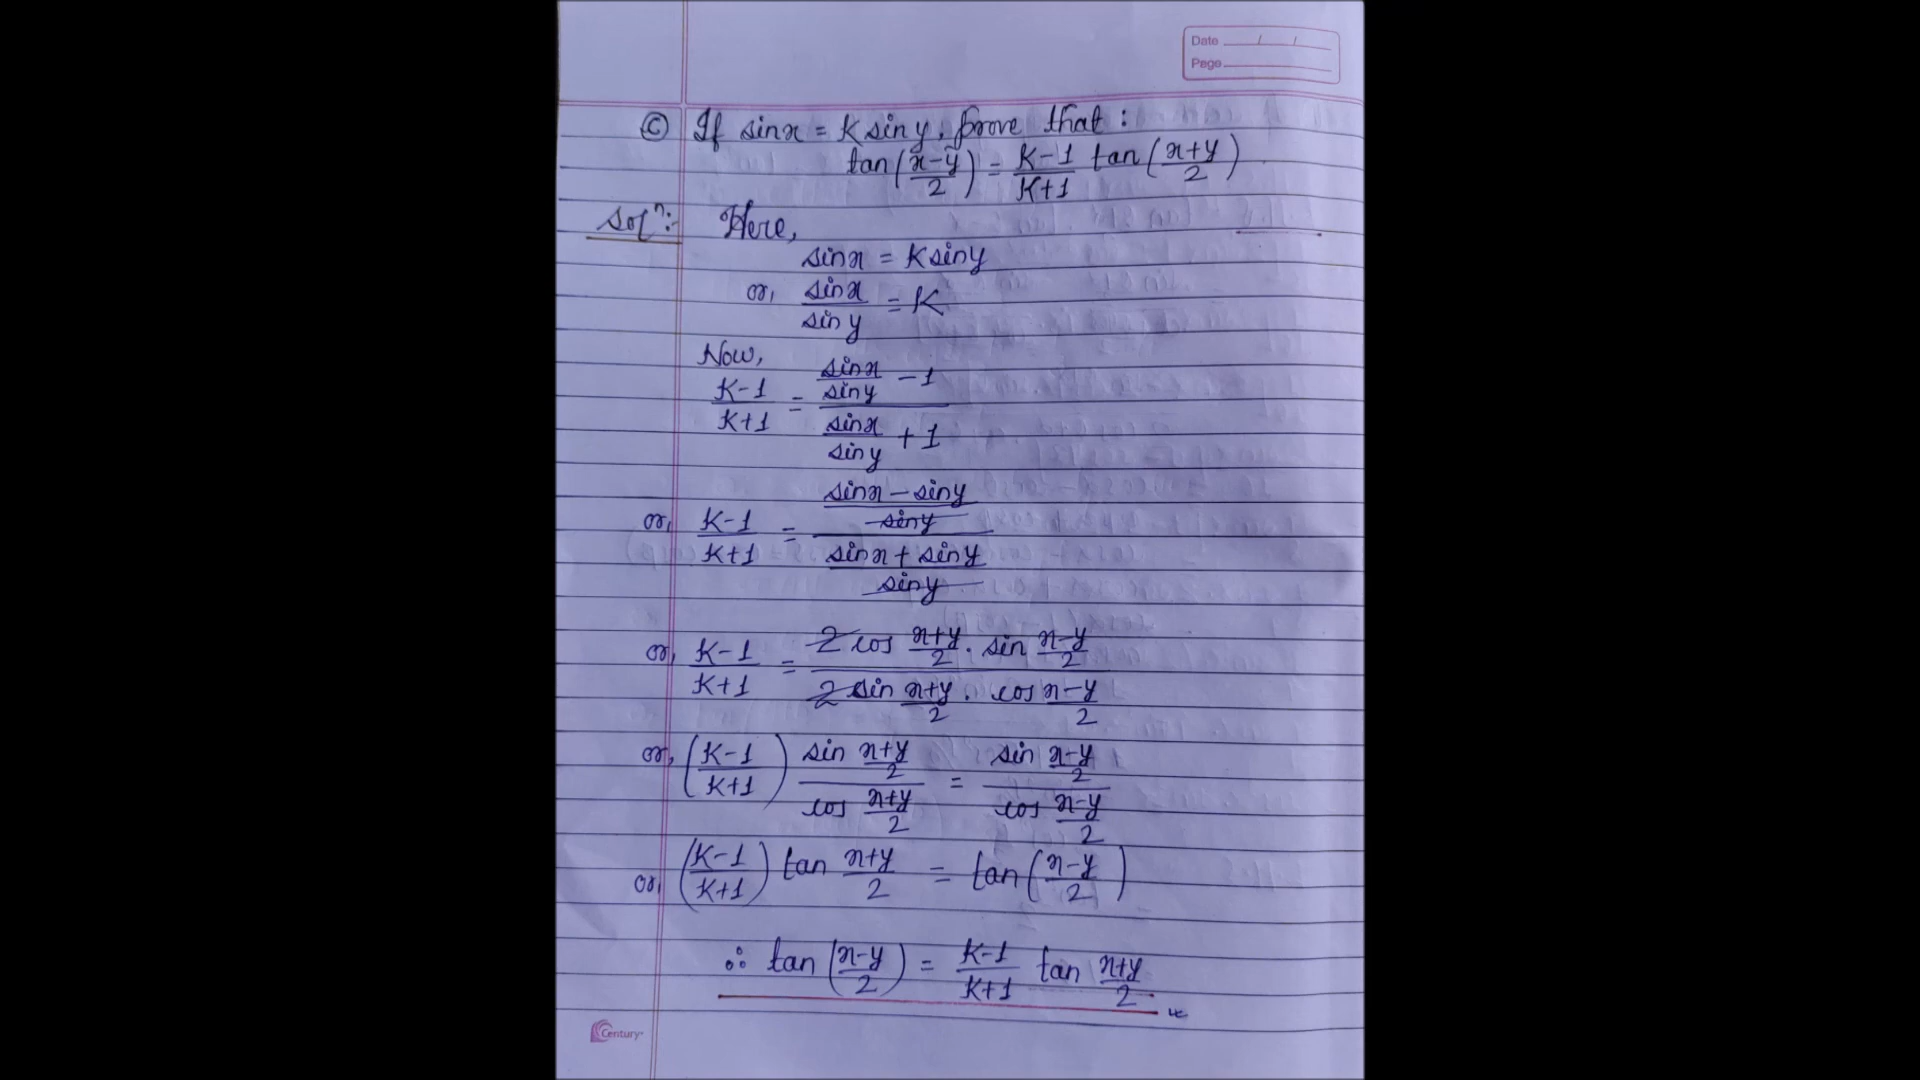 Date / /
Page
(c) If sinx = K siny, prove that:
tan((x-y)/2) = (K-1)/(K+1) tan((x+y)/2)
Solⁿ:- Here,
sinx = K siny
or, sinx/siny = K
Now,
(K-1)/(K+1) = (sinx/siny - 1)/(sinx/siny + 1)
or, (K-1)/(K+1) = ((sinx - siny)/siny)/((sinx + siny)/siny)
or, (K-1)/(K+1) = (2 cos (x+y)/2 . sin (x-y)/2)/(2 sin (x+y)/2 . cos (x-y)/2)
or, ((K-1)/(K+1)) (sin (x+y)/2)/(cos (x+y)/2) = (sin (x-y)/2)/(cos (x-y)/2)
or, ((K-1)/(K+1)) tan (x+y)/2 = tan((x-y)/2)
∴ tan((x-y)/2) = (K-1)/(K+1) tan (x+y)/2
Century